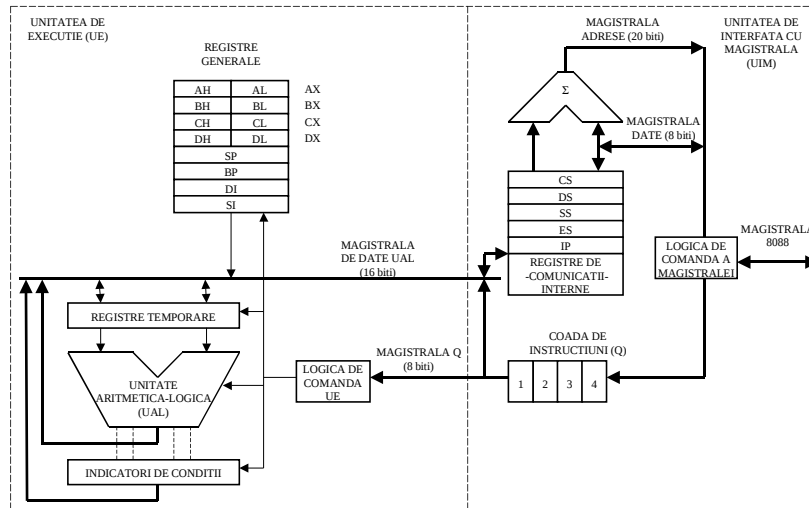 UNITATEA DE
EXECUTIE (UE)
REGISTRE
GENERALE
AH AL AX
BH BL BX
CH CL CX
DH DL DX
SP
BP
DI
SI
MAGISTRALA
DE DATE UAL
(16 biti)
REGISTRE TEMPORARE
UNITATE
ARITMETICA-LOGICA
(UAL)
INDICATORI DE CONDITII
LOGICA DE
COMANDA
UE
MAGISTRALA Q
(8 biti)
MAGISTRALA
ADRESE (20 biti)
UNITATEA DE
INTERFATA CU
MAGISTRALA
(UIM)
Σ
MAGISTRALA
DATE (8 biti)
CS
DS
SS
ES
IP
REGISTRE DE
-COMUNICATII-
INTERNE
LOGICA DE
COMANDA A
MAGISTRALEI
MAGISTRALA
8088
COADA DE
INSTRUCTIUNI (Q)
1 2 3 4